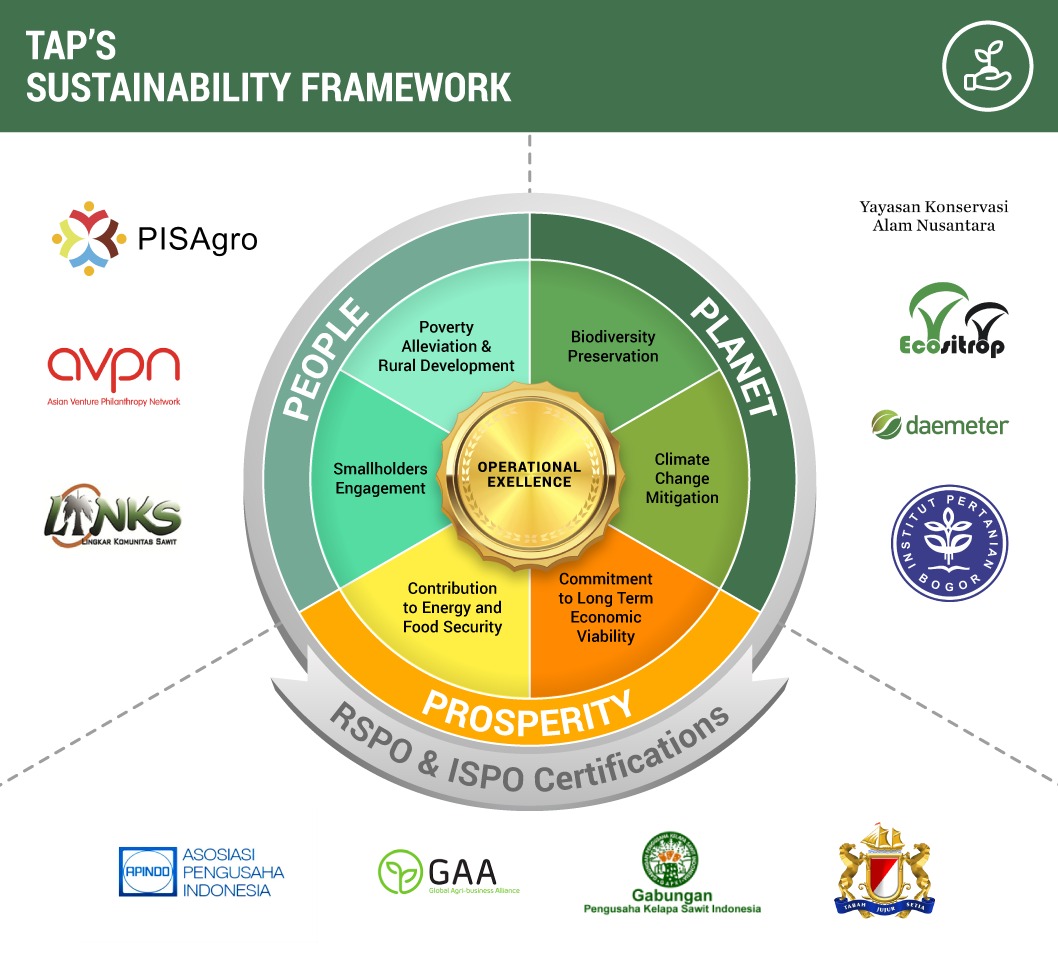 TAP'S
SUSTAINABILITY FRAMEWORK
PISAgro
avpn
Asian Venture Philanthropy Network
LINKS
LINGKAR KOMUNITAS SAWIT
Yayasan Konservasi
Alam Nusantara
Ecositrop
daemeter
INSTITUT PERTANIAN
BOGOR
PEOPLE
PLANET
PROSPERITY
Poverty
Alleviation &
Rural Development
Biodiversity
Preservation
Smallholders
Engagement
OPERATIONAL
EXELLENCE
Climate
Change
Mitigation
Contribution
to Energy and
Food Security
Commitment
to Long Term
Economic
Viability
RSPO & ISPO Certifications
APINDO
ASOSIASI
PENGUSAHA
INDONESIA
GAA
Global Agri-business Alliance
Gabungan
Pengusaha Kelapa Sawit Indonesia
TABAH JUJUR SETIA